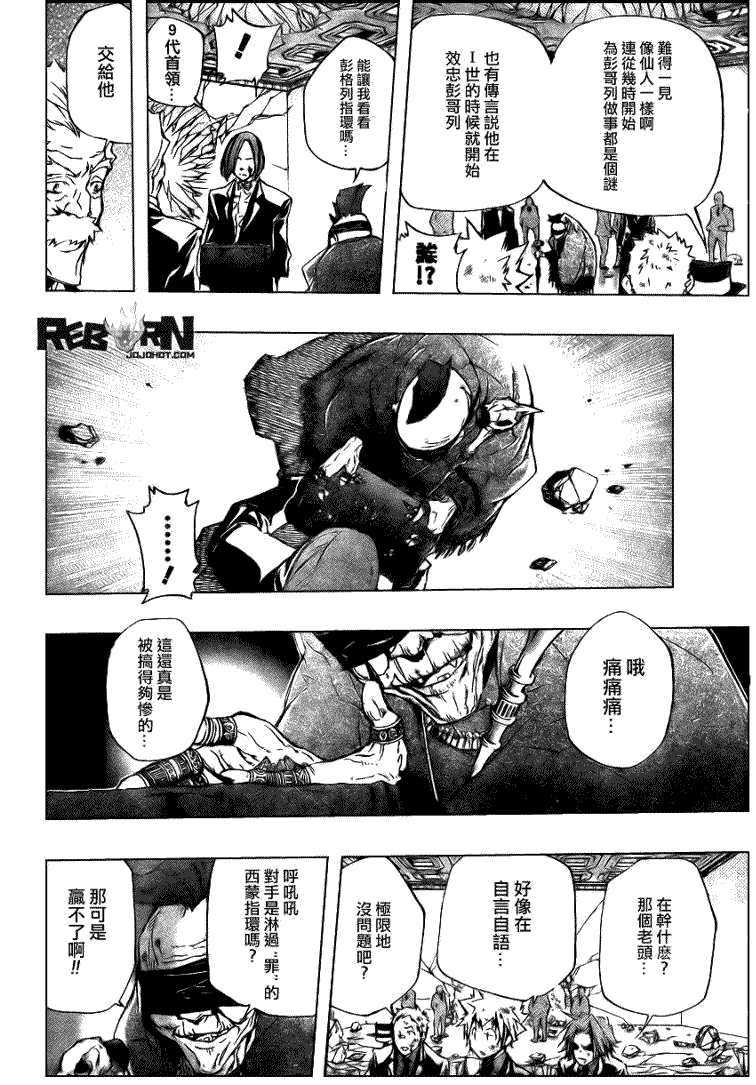 難得一見
像仙人一樣啊
連從幾時開始
為彭哥列做事都是個謎
也有傳言說他在
I世的時候就開始
效忠彭哥列
誰!?
能讓我看看
彭格列指環嗎…
!
9代首領…
交給他
REBORN
JOJOHOT.COM
……!
哦
痛痛痛…
這還真是
被搞得夠慘的…
在幹什麽?
那個老頭…
好像在
自言自語…
極限地
沒問題吧?
呼吼吼
對手是淋過"罪"的
西蒙指環嗎?
那可是
贏不了啊!!